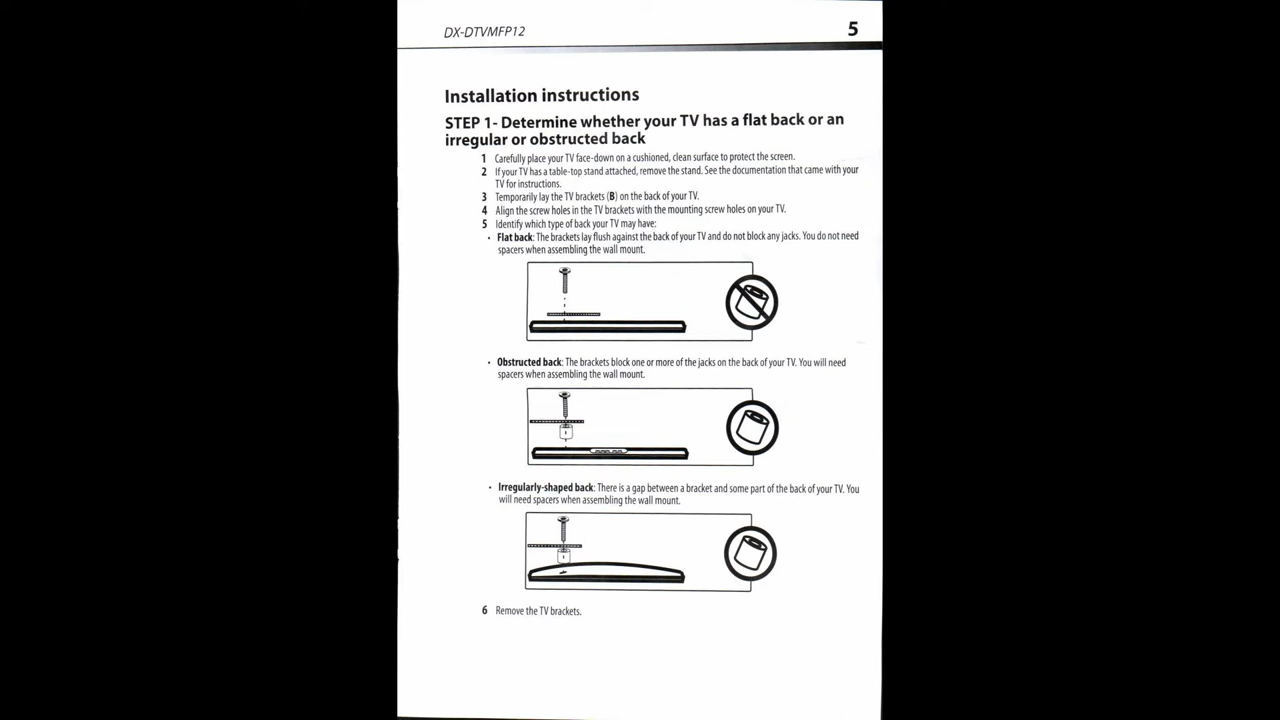 DX-DTVMFP12
5
Installation instructions
STEP 1- Determine whether your TV has a flat back or an
irregular or obstructed back
1 Carefully place your TV face-down on a cushioned, clean surface to protect the screen.
2 If your TV has a table-top stand attached, remove the stand. See the documentation that came with your
TV for instructions.
3 Temporarily lay the TV brackets (B) on the back of your TV.
4 Align the screw holes in the TV brackets with the mounting screw holes on your TV.
5 Identify which type of back your TV may have:
• Flat back: The brackets lay flush against the back of your TV and do not block any jacks. You do not need
spacers when assembling the wall mount.
• Obstructed back: The brackets block one or more of the jacks on the back of your TV. You will need
spacers when assembling the wall mount.
• Irregularly-shaped back: There is a gap between a bracket and some part of the back of your TV. You
will need spacers when assembling the wall mount.
6 Remove the TV brackets.